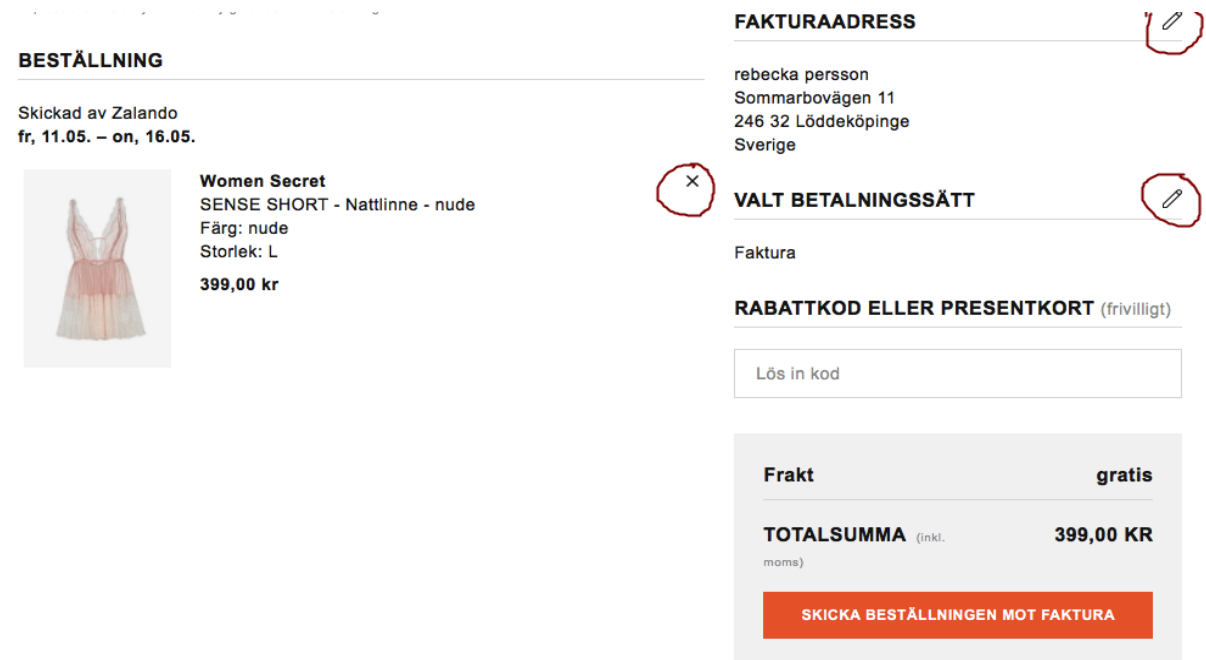 BESTÄLLNING
Skickad av Zalando
fr, 11.05. – on, 16.05.
Women Secret
SENSE SHORT - Nattlinne - nude
Färg: nude
Storlek: L
399,00 kr
FAKTURAADRESS
rebecka persson
Sommarbovägen 11
246 32 Löddeköpinge
Sverige
VALT BETALNINGSSÄTT
Faktura
RABATTKOD ELLER PRESENTKORT (frivilligt)
Lös in kod
Frakt gratis
TOTALSUMMA (inkl. 399,00 KR
moms)
SKICKA BESTÄLLNINGEN MOT FAKTURA